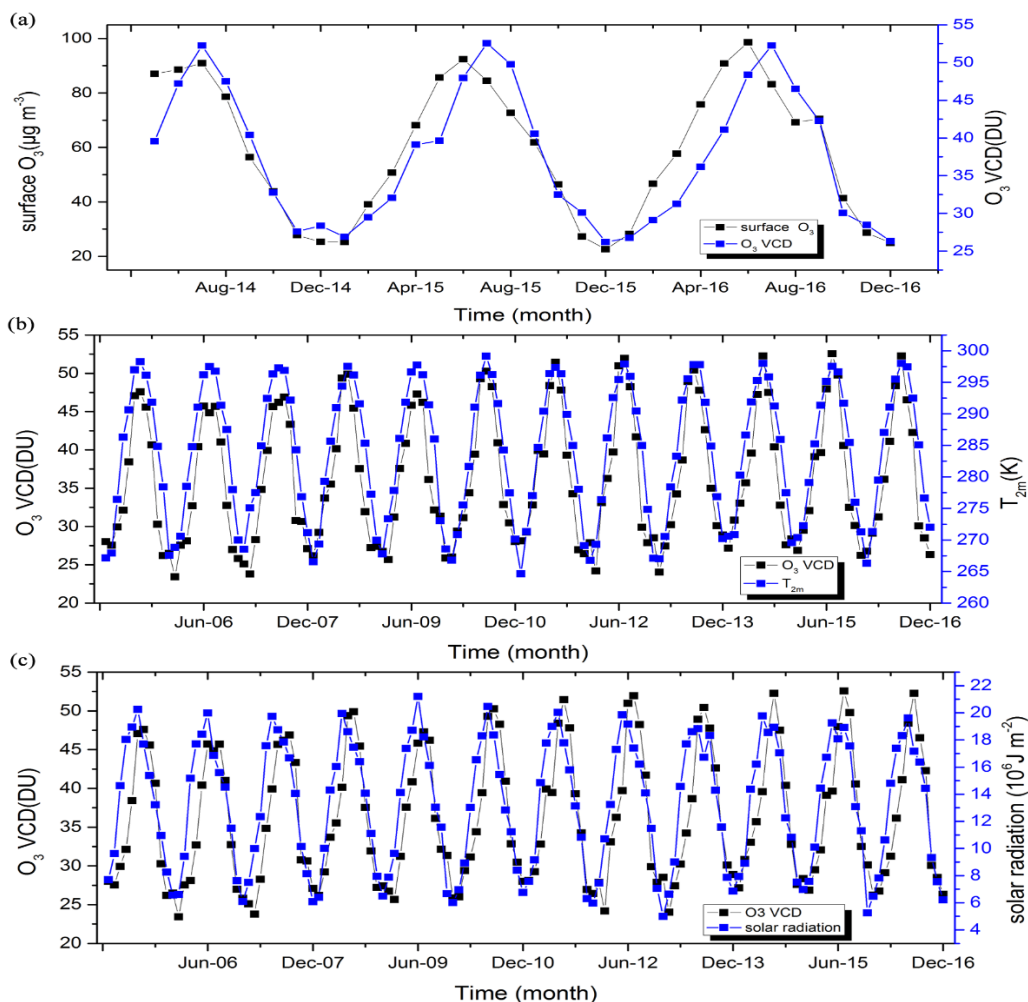 (a)
surface O₃(µg m⁻³)
100
80
60
40
20
55
50
45
40
35
30
25
O₃ VCD(DU)
surface O₃
O₃ VCD
Aug-14 Dec-14 Apr-15 Aug-15 Dec-15 Apr-16 Aug-16 Dec-16
Time (month)
(b)
O₃ VCD(DU)
55
50
45
40
35
30
25
20
300
295
290
285
280
275
270
265
260
T₂ₘ(K)
O₃ VCD
T₂ₘ
Jun-06 Dec-07 Jun-09 Dec-10 Jun-12 Dec-13 Jun-15 Dec-16
Time (month)
(c)
O₃ VCD(DU)
55
50
45
40
35
30
25
20
22
20
18
16
14
12
10
8
6
4
solar radiation (10⁶J m⁻²)
O3 VCD
solar radiation
Jun-06 Dec-07 Jun-09 Dec-10 Jun-12 Dec-13 Jun-15 Dec-16
Time (month)